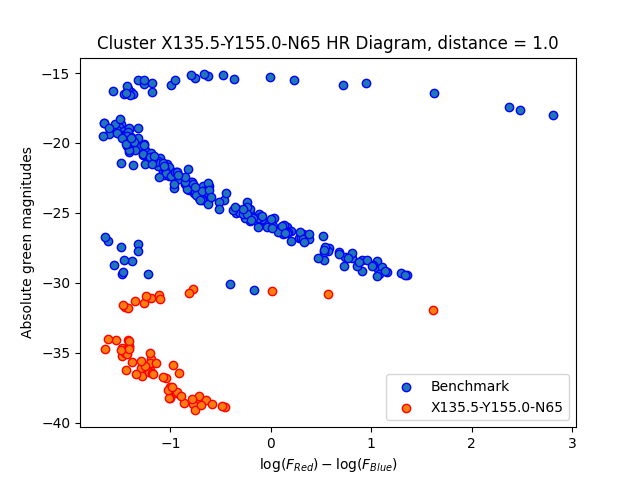 Cluster X135.5-Y155.0-N65 HR Diagram, distance = 1.0
Absolute green magnitudes
−15
−20
−25
−30
−35
−40
Benchmark
X135.5-Y155.0-N65
−1
0
1
2
3
log(F_Red) − log(F_Blue)